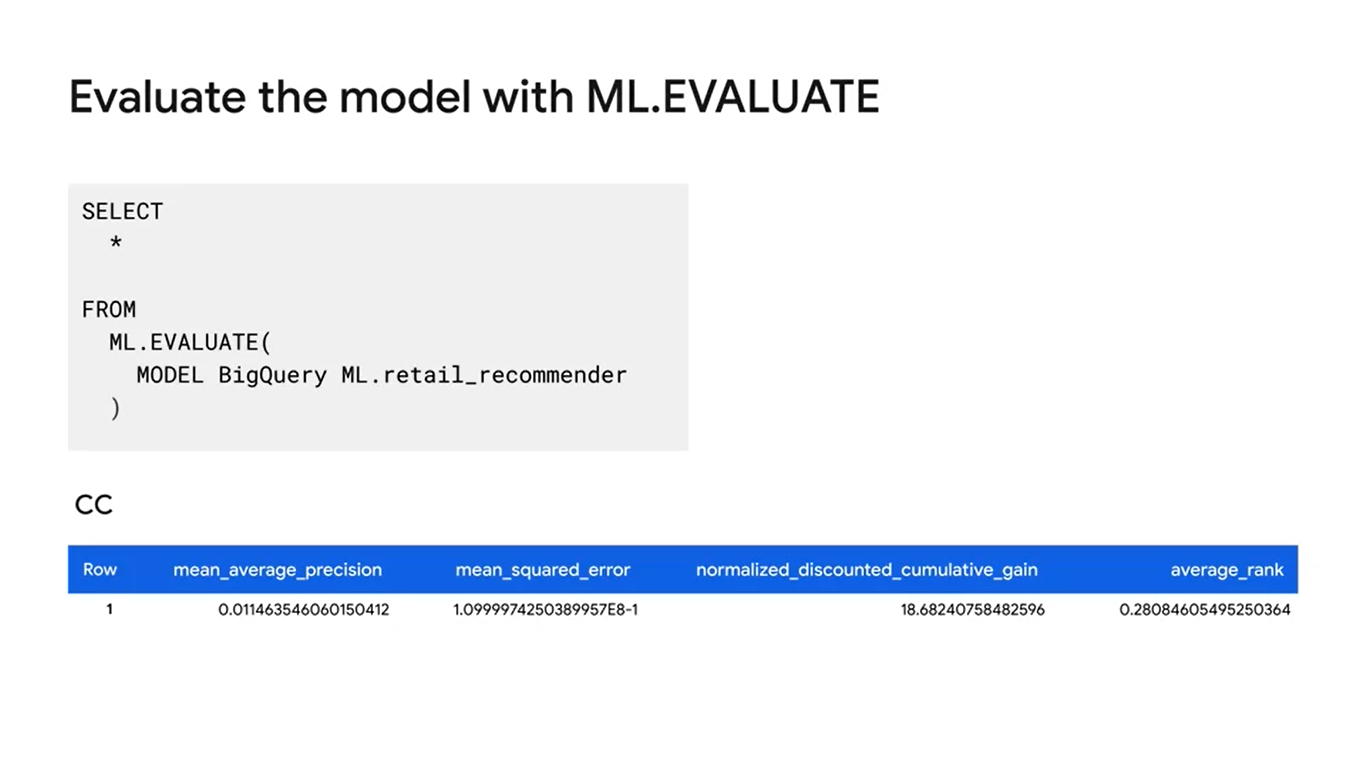 Evaluate the model with ML.EVALUATE
SELECT
*
FROM
ML.EVALUATE(
MODEL BigQuery ML.retail_recommender
)
CC
Row mean_average_precision mean_squared_error normalized_discounted_cumulative_gain average_rank
1 0.011463546060150412 1.0999974250389957E8-1 18.68240758482596 0.28084605495250364